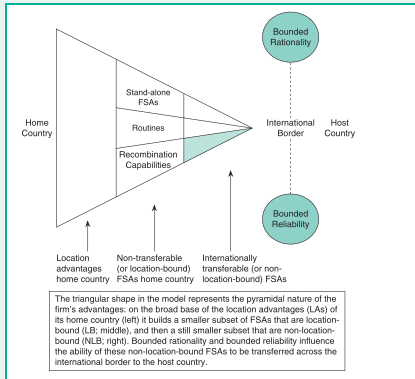 Bounded
Rationality
Stand-alone
FSAs
Home
Country
Routines
International
Border
Host
Country
Recombination
Capabilities
Bounded
Reliability
Location
advantages
home country
Non-transferable
(or location-bound)
FSAs home country
Internationally
transferable (or non-
location-bound) FSAs
The triangular shape in the model represents the pyramidal nature of the
firm's advantages: on the broad base of the location advantages (LAs) of
its home country (left) it builds a smaller subset of FSAs that are location-
bound (LB; middle), and then a still smaller subset that are non-location-
bound (NLB; right). Bounded rationality and bounded reliability influence
the ability of these non-location-bound FSAs to be transferred across the
international border to the host country.